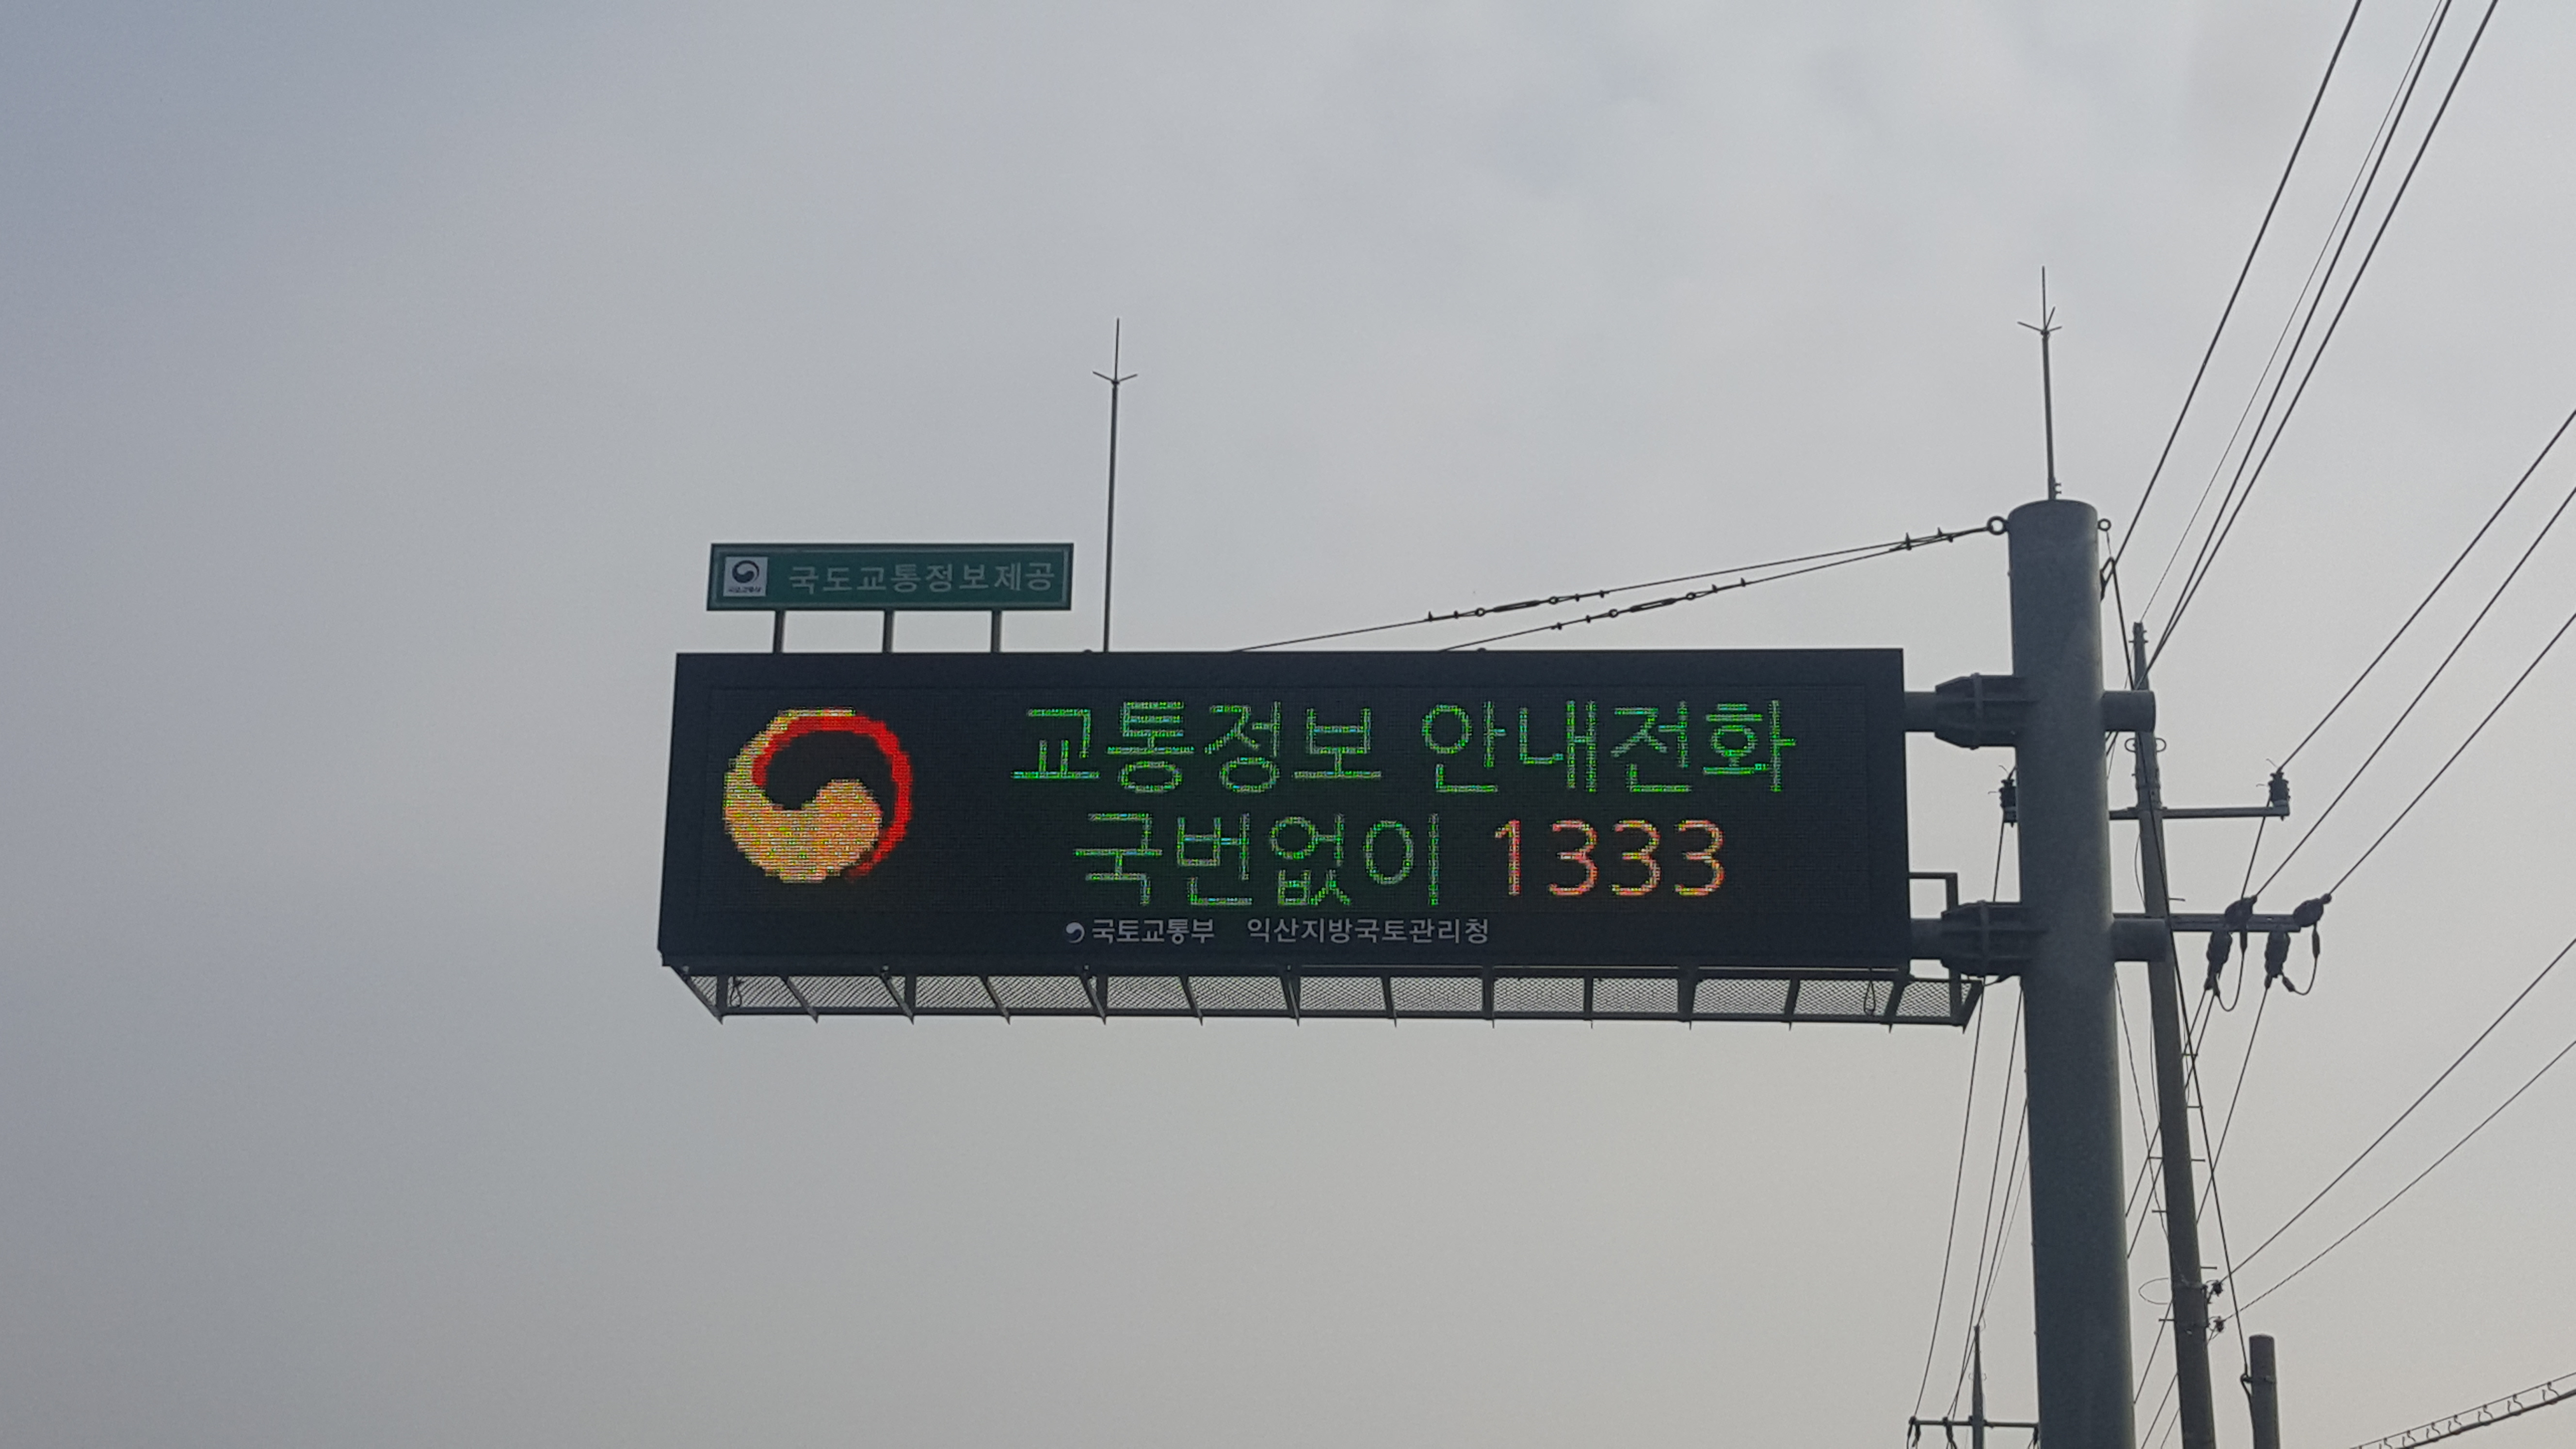 국도교통정보제공
교통정보 안내전화
국번없이 1333
국토교통부 익산지방국토관리청